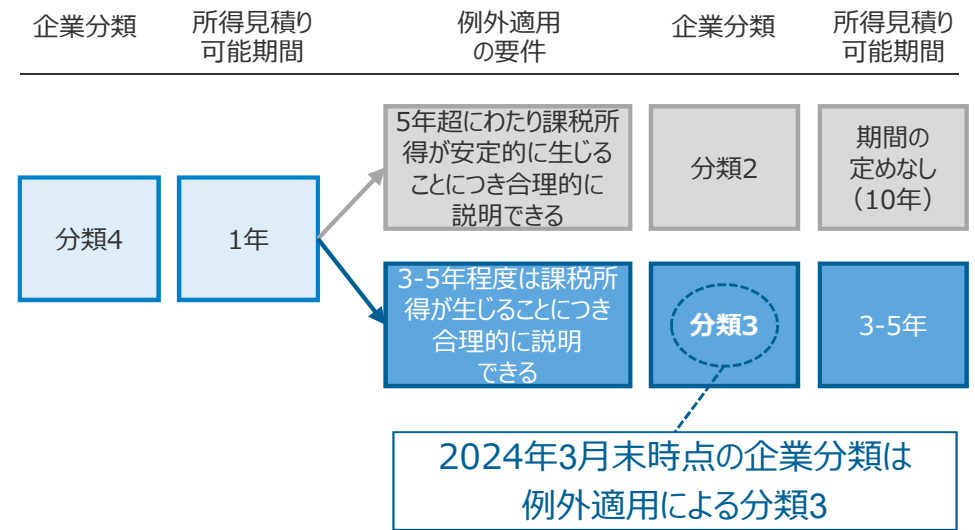 企業分類
所得見積り
可能期間
例外適用
の要件
企業分類
所得見積り
可能期間
分類4
1年
5年超にわたり課税所
得が安定的に生じる
ことにつき合理的に
説明できる
分類2
期間の
定めなし
（10年）
3-5年程度は課税所
得が生じることにつき
合理的に説明
できる
分類3
3-5年
2024年3月末時点の企業分類は
例外適用による分類3